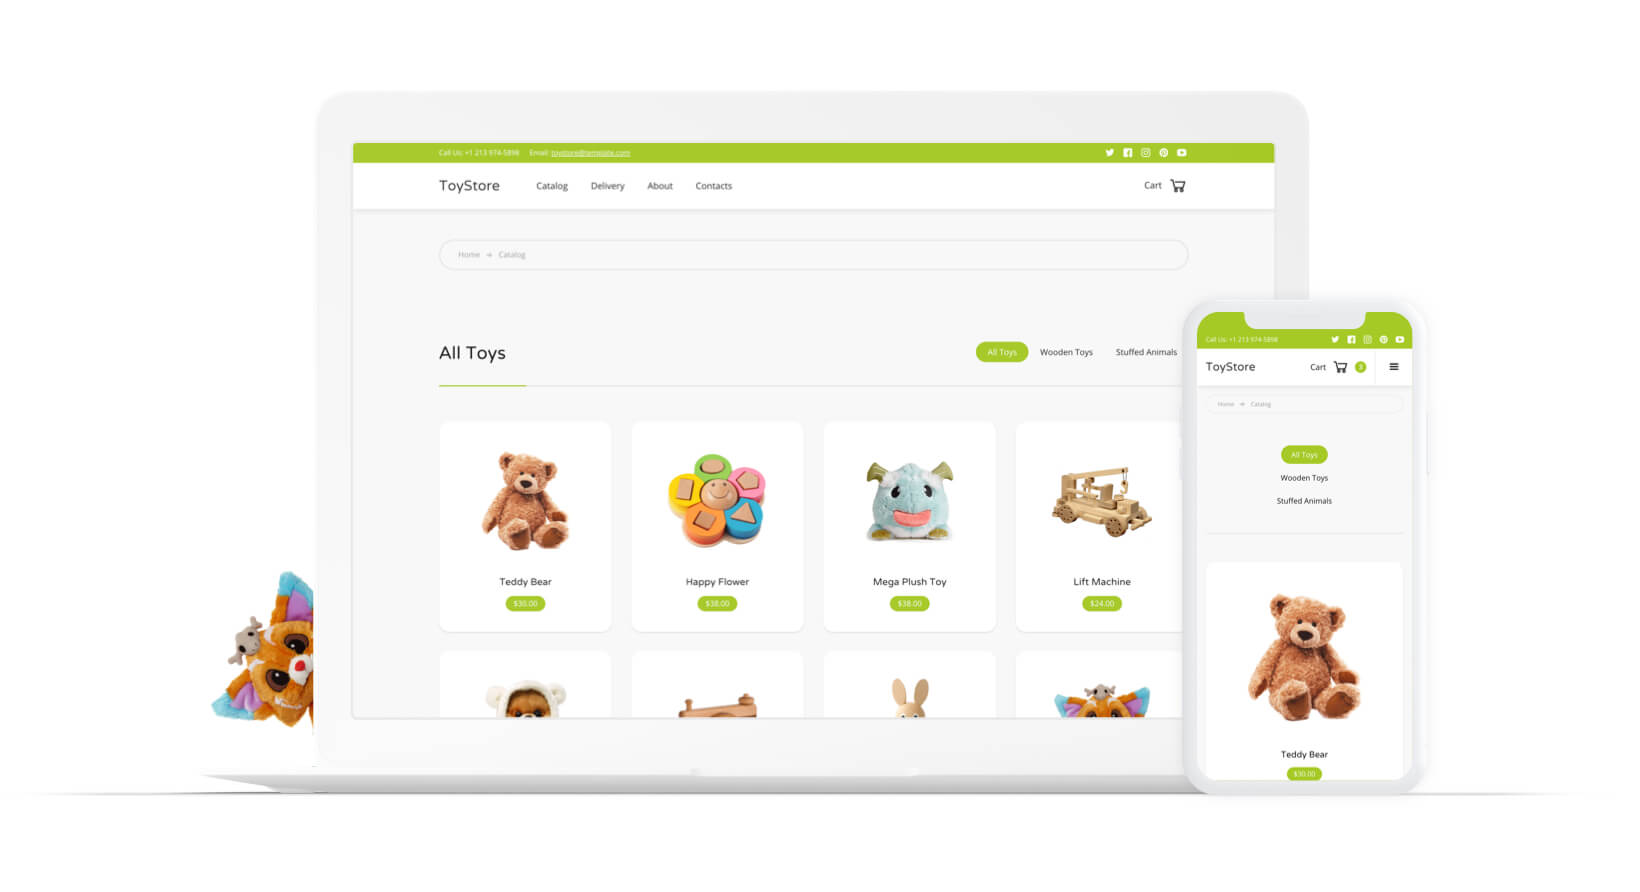 Call Us: +1 213 974-5898 Email: toystore@template.com
ToyStore Catalog Delivery About Contacts Cart
Home → Catalog
All Toys All Toys Wooden Toys Stuffed Animals
Teddy Bear Happy Flower Mega Plush Toy Lift Machine
$30.00 $38.00 $38.00 $24.00
Call Us: +1 213 974-5898
ToyStore Cart 3
Home → Catalog
All Toys
Wooden Toys
Stuffed Animals
Teddy Bear
$30.00